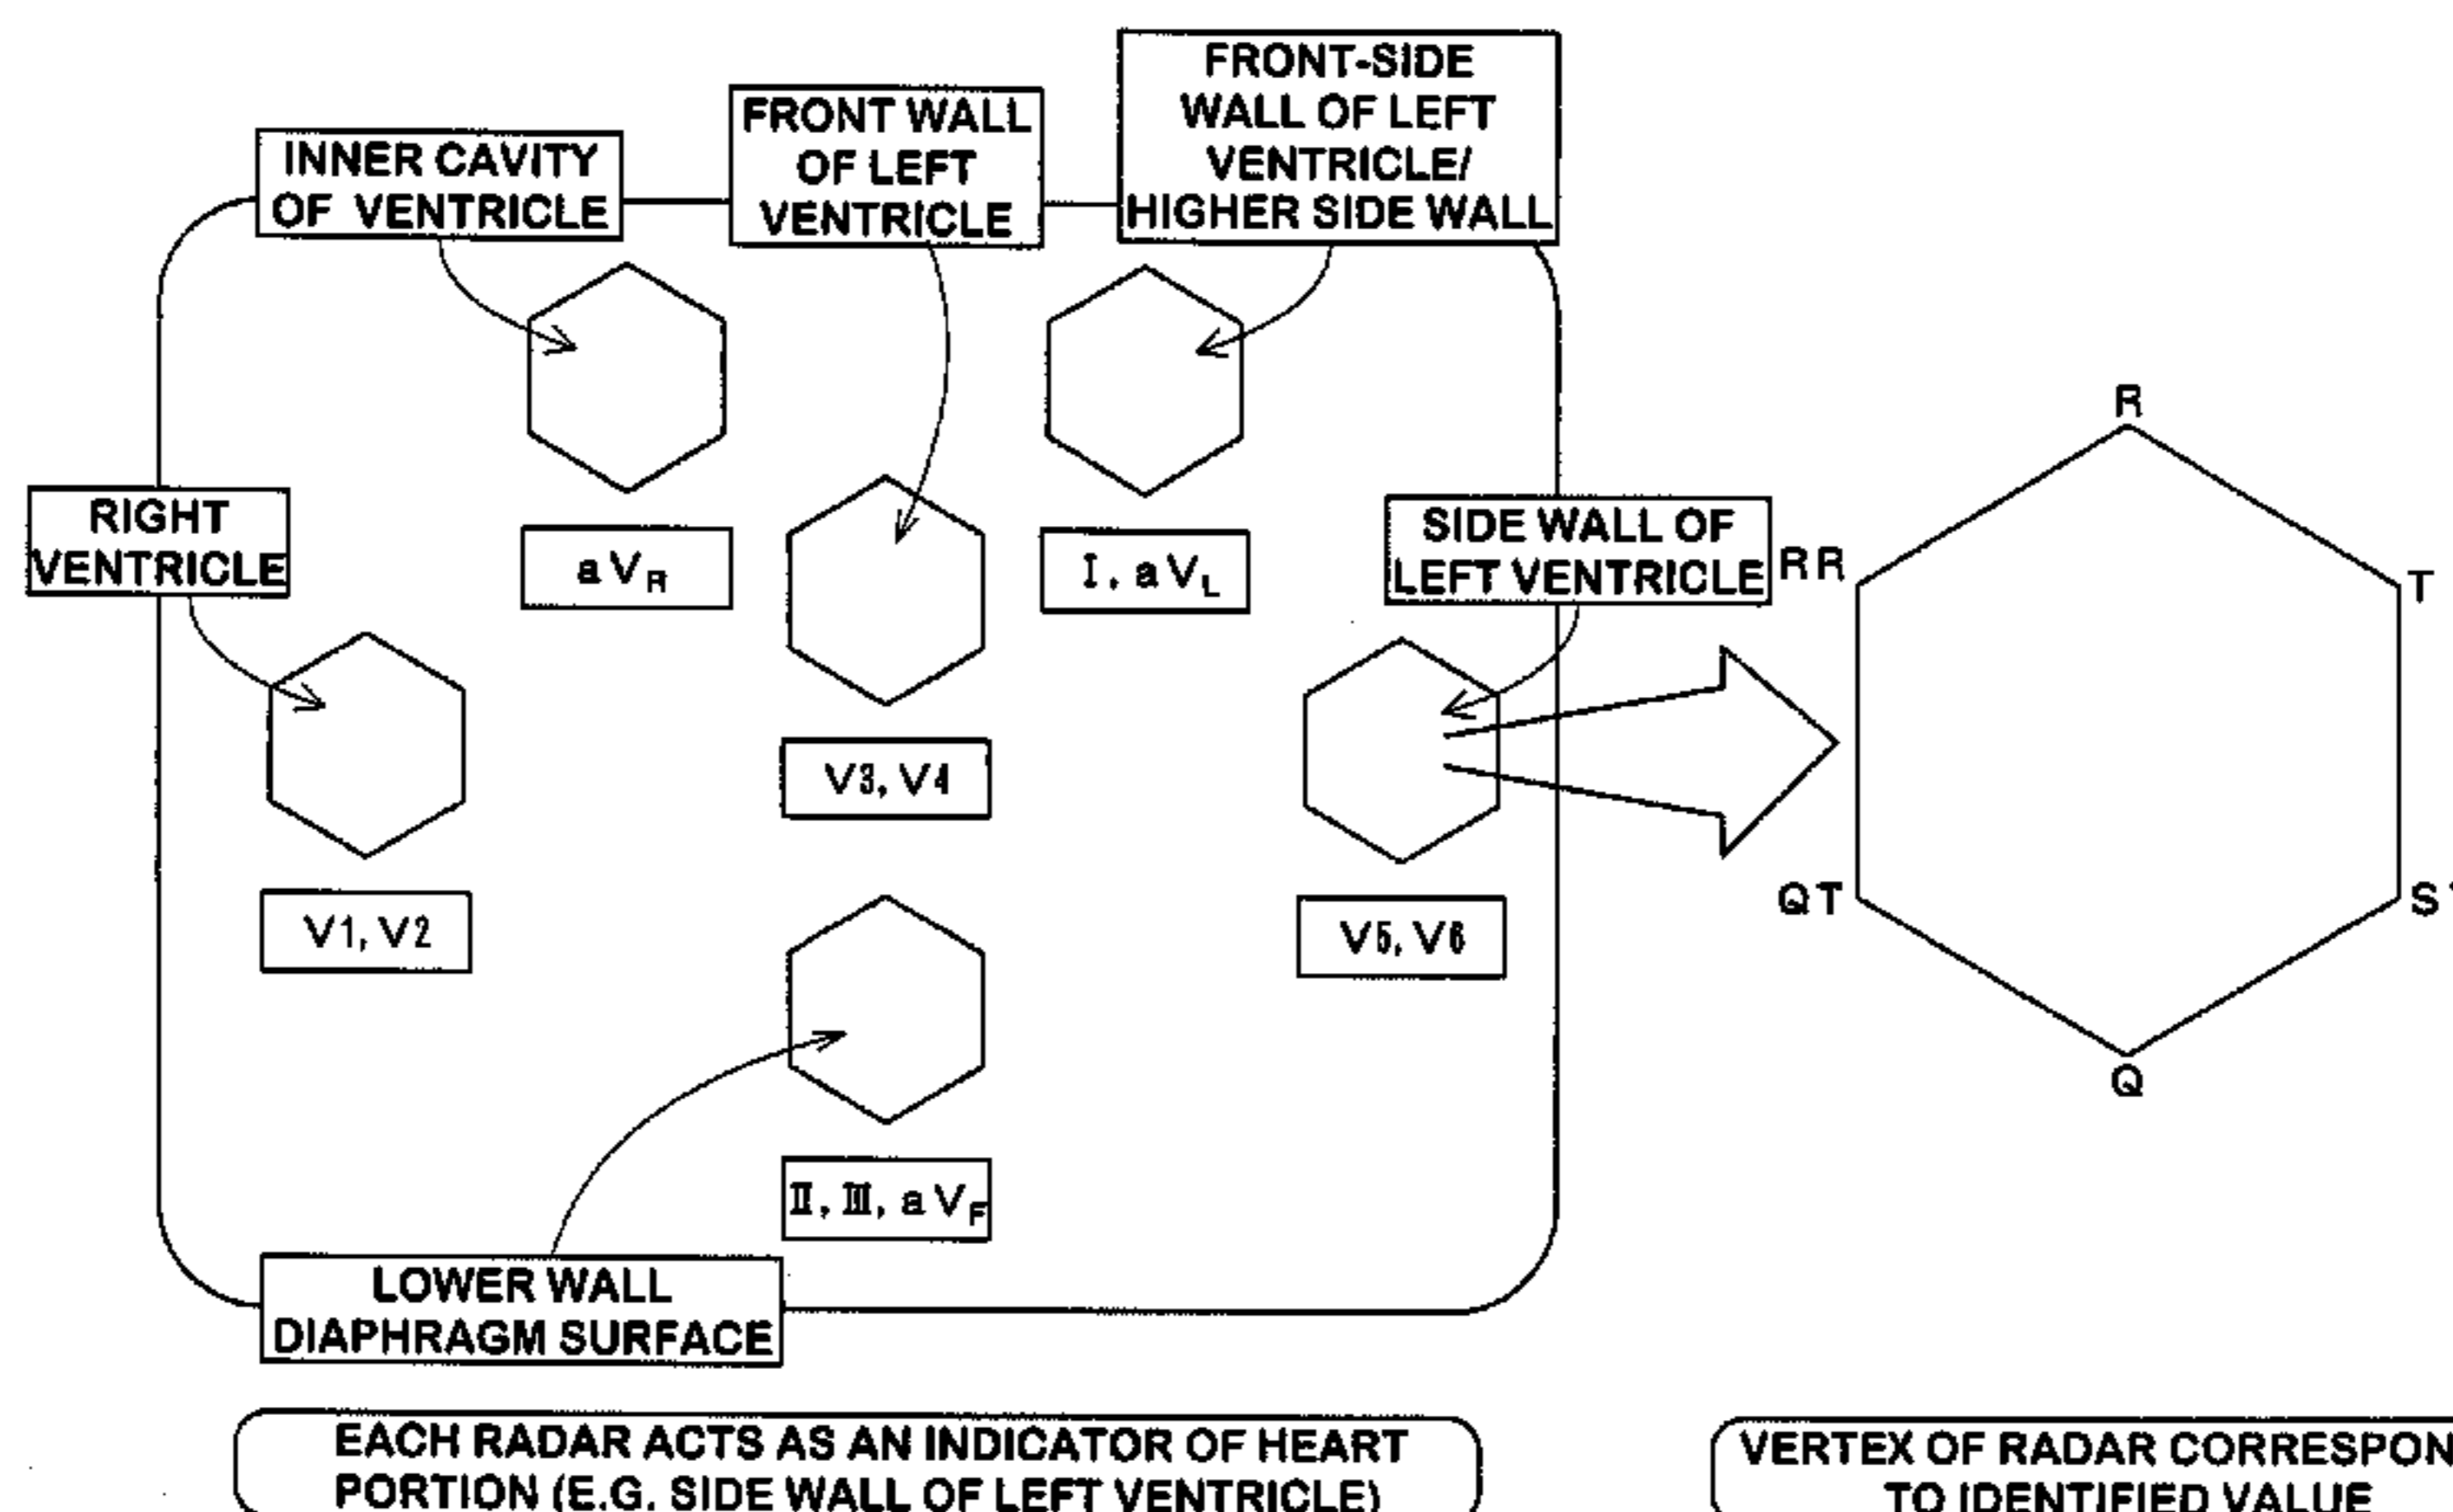 FRONT-SIDE
WALL OF LEFT
VENTRICLE/
HIGHER SIDE WALL
FRONT WALL
OF LEFT
VENTRICLE
INNER CAVITY
OF VENTRICLE
R
RIGHT
VENTRICLE
aVR
I, aVL
SIDE WALL OF
LEFT VENTRICLE
RR
T
V3, V4
V1, V2
V5, V6
QT
Q
II, III, aVF
LOWER WALL
DIAPHRAGM SURFACE
EACH RADAR ACTS AS AN INDICATOR OF HEART
PORTION (E.G. SIDE WALL OF LEFT VENTRICLE)
VERTEX OF RADAR CORRESPON
TO IDENTIFIED VALUE